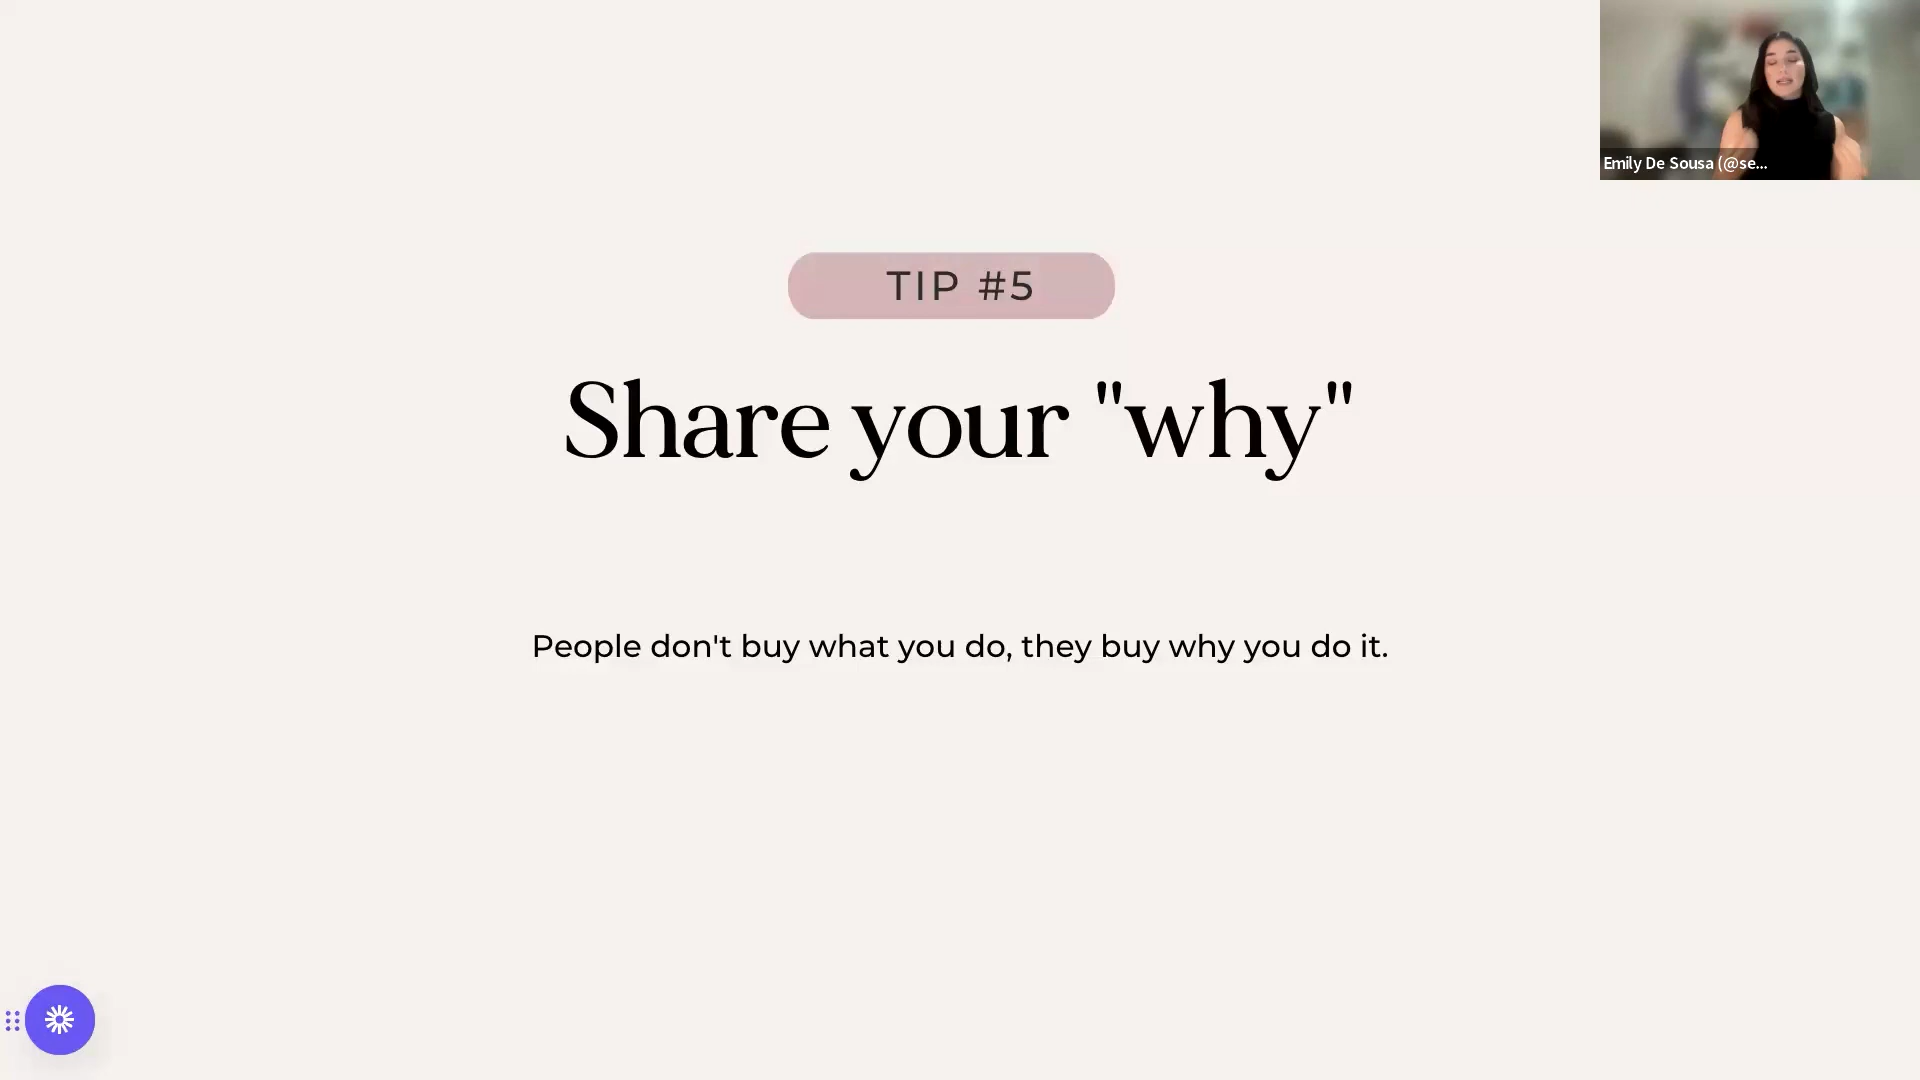 Emily De Sousa (@se...
TIP #5
Share your "why"
People don't buy what you do, they buy why you do it.